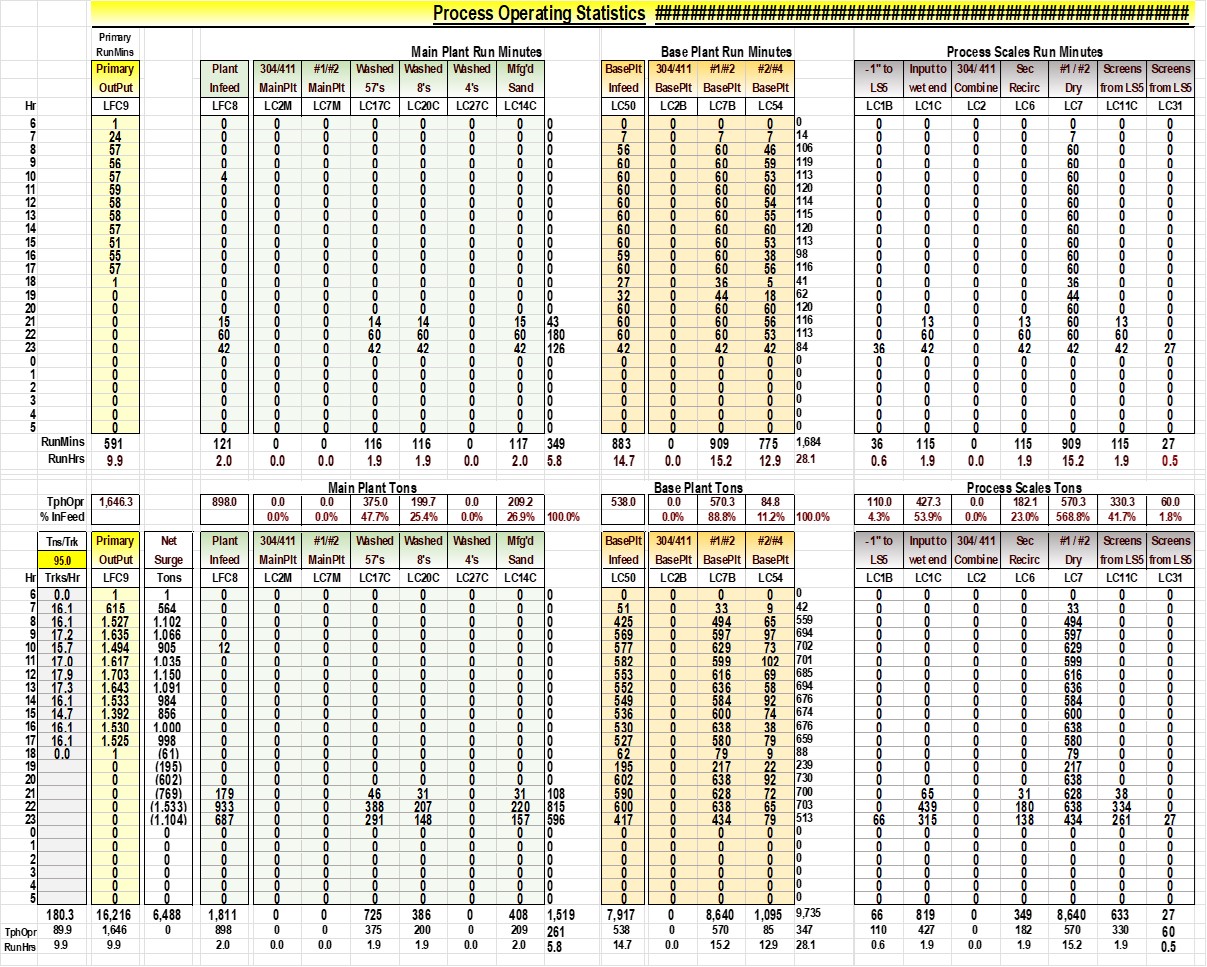 Process Operating Statistics ################################################################
Primary
RunMins Main Plant Run Minutes Base Plant Run Minutes Process Scales Run Minutes
Primary Plant 304/411 #1/#2 Washed Washed Washed Mfg'd BasePlt 304/411 #1/#2 #2/#4 -1" to Input to 304/ 411 Sec #1 / #2 Screens Screens
OutPut Infeed MainPlt MainPlt 57's 8's 4's Sand Infeed BasePlt BasePlt BasePlt LS5 wet end Combine Recirc Dry from LS5 from LS5
Hr LFC9 LFC8 LC2M LC7M LC17C LC20C LC27C LC14C LC50 LC2B LC7B LC54 LC1B LC1C LC2 LC6 LC7 LC11C LC31
6 1 0 0 0 0 0 0 0 0 0 0 0 0 0 0 0 0 0 0 0 0
7 24 0 0 0 0 0 0 0 0 7 0 7 7 14 0 0 0 0 7 0 0
8 57 0 0 0 0 0 0 0 0 56 0 60 46 106 0 0 0 0 60 0 0
9 56 0 0 0 0 0 0 0 0 60 0 60 59 119 0 0 0 0 60 0 0
10 57 4 0 0 0 0 0 0 0 60 0 60 53 113 0 0 0 0 60 0 0
11 59 0 0 0 0 0 0 0 0 60 0 60 60 120 0 0 0 0 60 0 0
12 58 0 0 0 0 0 0 0 0 60 0 60 54 114 0 0 0 0 60 0 0
13 58 0 0 0 0 0 0 0 0 60 0 60 55 115 0 0 0 0 60 0 0
14 57 0 0 0 0 0 0 0 0 60 0 60 60 120 0 0 0 0 60 0 0
15 51 0 0 0 0 0 0 0 0 60 0 60 53 113 0 0 0 0 60 0 0
16 55 0 0 0 0 0 0 0 0 59 0 60 38 98 0 0 0 0 60 0 0
17 57 0 0 0 0 0 0 0 0 60 0 60 56 116 0 0 0 0 60 0 0
18 1 0 0 0 0 0 0 0 0 27 0 36 5 41 0 0 0 0 36 0 0
19 0 0 0 0 0 0 0 0 0 32 0 44 18 62 0 0 0 0 44 0 0
20 0 0 0 0 0 0 0 0 0 60 0 60 60 120 0 0 0 0 60 0 0
21 0 15 0 0 14 14 0 15 43 60 0 60 56 116 0 13 0 13 60 13 0
22 0 60 0 0 60 60 0 60 180 60 0 60 53 113 0 60 0 60 60 60 0
23 0 42 0 0 42 42 0 42 126 42 0 42 42 84 36 42 0 42 42 42 27
0 0 0 0 0 0 0 0 0 0 0 0 0 0 0 0 0 0 0 0 0 0
1 0 0 0 0 0 0 0 0 0 0 0 0 0 0 0 0 0 0 0 0 0
2 0 0 0 0 0 0 0 0 0 0 0 0 0 0 0 0 0 0 0 0 0
3 0 0 0 0 0 0 0 0 0 0 0 0 0 0 0 0 0 0 0 0 0
4 0 0 0 0 0 0 0 0 0 0 0 0 0 0 0 0 0 0 0 0 0
5 0 0 0 0 0 0 0 0 0 0 0 0 0 0 0 0 0 0 0 0 0
RunMins 591 121 0 0 116 116 0 117 349 883 0 909 775 1,684 36 115 0 115 909 115 27
RunHrs 9.9 2.0 0.0 0.0 1.9 1.9 0.0 2.0 5.8 14.7 0.0 15.2 12.9 28.1 0.6 1.9 0.0 1.9 15.2 1.9 0.5
Main Plant Tons Base Plant Tons Process Scales Tons
TphOpr 1,646.3 898.0 0.0 0.0 375.0 199.7 0.0 209.2 538.0 0.0 570.3 84.8 110.0 427.3 0.0 182.1 570.3 330.3 60.0
% InFeed 0.0% 0.0% 47.7% 25.4% 0.0% 26.9% 100.0% 0.0% 88.8% 11.2% 100.0% 4.3% 53.9% 0.0% 23.0% 568.8% 41.7% 1.8%
Tns/Trk Primary Net Plant 304/411 #1/#2 Washed Washed Washed Mfg'd BasePlt 304/411 #1/#2 #2/#4 -1" to Input to 304/ 411 Sec #1 / #2 Screens Screens
95.0 OutPut Surge Infeed MainPlt MainPlt 57's 8's 4's Sand Infeed BasePlt BasePlt BasePlt LS5 wet end Combine Recirc Dry from LS5 from LS5
Hr Trks/Hr LFC9 Tons LFC8 LC2M LC7M LC17C LC20C LC27C LC14C LC50 LC2B LC7B LC54 LC1B LC1C LC2 LC6 LC7 LC11C LC31
6 0.0 1 1 0 0 0 0 0 0 0 0 0 0 0 0 0 0 0 0 0 0 0 0
7 16.1 615 564 0 0 0 0 0 0 0 0 51 0 33 9 42 0 0 0 0 33 0 0
8 16.1 1.527 1.102 0 0 0 0 0 0 0 0 425 0 494 65 559 0 0 0 0 494 0 0
9 17.2 1.635 1.066 0 0 0 0 0 0 0 0 569 0 597 97 694 0 0 0 0 597 0 0
10 15.7 1.494 905 12 0 0 0 0 0 0 0 577 0 629 73 702 0 0 0 0 629 0 0
11 17.0 1.617 1.035 0 0 0 0 0 0 0 0 582 0 599 102 701 0 0 0 0 599 0 0
12 17.9 1.703 1.150 0 0 0 0 0 0 0 0 553 0 616 69 685 0 0 0 0 616 0 0
13 17.3 1.643 1.091 0 0 0 0 0 0 0 0 552 0 636 58 694 0 0 0 0 636 0 0
14 16.1 1.533 984 0 0 0 0 0 0 0 0 549 0 584 92 676 0 0 0 0 584 0 0
15 14.7 1.392 856 0 0 0 0 0 0 0 0 536 0 600 74 674 0 0 0 0 600 0 0
16 16.1 1.530 1.000 0 0 0 0 0 0 0 0 530 0 638 38 676 0 0 0 0 638 0 0
17 16.1 1.525 998 0 0 0 0 0 0 0 0 527 0 580 79 659 0 0 0 0 580 0 0
18 0.0 1 (61) 0 0 0 0 0 0 0 0 62 0 79 9 88 0 0 0 0 79 0 0
19 0 (195) 0 0 0 0 0 0 0 0 195 0 217 22 239 0 0 0 0 217 0 0
20 0 (602) 0 0 0 0 0 0 0 0 602 0 638 92 730 0 0 0 0 638 0 0
21 0 (769) 179 0 0 46 31 0 31 108 590 0 628 72 700 0 65 0 31 628 38 0
22 0 (1.533) 933 0 0 388 207 0 220 815 600 0 638 65 703 0 439 0 180 638 334 0
23 0 (1.104) 687 0 0 291 148 0 157 596 417 0 434 79 513 66 315 0 138 434 261 27
0 0 0 0 0 0 0 0 0 0 0 0 0 0 0 0 0 0 0 0 0 0 0
1 0 0 0 0 0 0 0 0 0 0 0 0 0 0 0 0 0 0 0 0 0 0
2 0 0 0 0 0 0 0 0 0 0 0 0 0 0 0 0 0 0 0 0 0 0
3 0 0 0 0 0 0 0 0 0 0 0 0 0 0 0 0 0 0 0 0 0 0
4 0 0 0 0 0 0 0 0 0 0 0 0 0 0 0 0 0 0 0 0 0 0
5 0 0 0 0 0 0 0 0 0 0 0 0 0 0 0 0 0 0 0 0 0 0
180.3 16,216 6,488 1,811 0 0 725 386 0 408 1,519 7,917 0 8,640 1,095 9,735 66 819 0 349 8,640 633 27
TphOpr 89.9 1,646 0 898 0 0 375 200 0 209 261 538 0 570 85 347 110 427 0 182 570 330 60
RunHrs 9.9 9.9 2.0 0.0 0.0 1.9 1.9 0.0 2.0 5.8 14.7 0.0 15.2 12.9 28.1 0.6 1.9 0.0 1.9 15.2 1.9 0.5